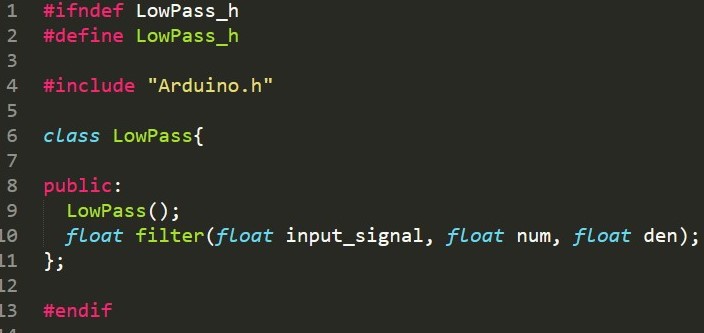 1 #ifndef LowPass_h
2 #define LowPass_h
3
4 #include "Arduino.h"
5
6 class LowPass{
7
8 public:
9   LowPass();
10   float filter(float input_signal, float num, float den);
11 };
12
13 #endif